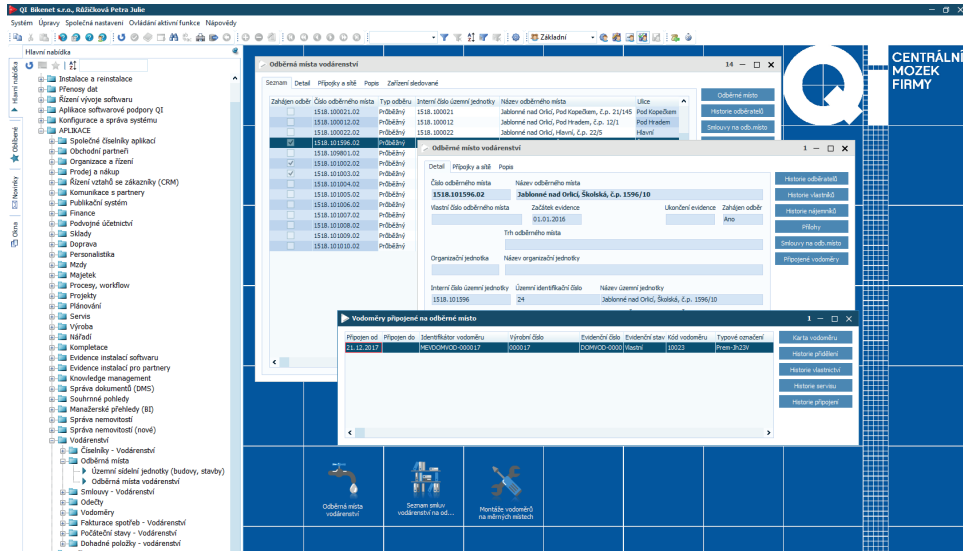 QI Bikenet s.r.o., Růžičková Petra Julie
Systém Úpravy Společná nastavení Ovládání aktivní funkce Nápovědy
Základní
Hlavní nabídka
Hlavní nabídka
Oblíbené
Novinky
Okna
Instalace a reinstalace
Přenosy dat
Řízení vývoje softwaru
Aplikace softwarové podpory QI
Konfigurace a správa systému
APLIKACE
Společné číselníky aplikací
Obchodní partneři
Organizace a řízení
Prodej a nákup
Řízení vztahů se zákazníky (CRM)
Komunikace s partnery
Publikační systém
Finance
Podvojné účetnictví
Sklady
Doprava
Personalistika
Mzdy
Majetek
Procesy, workflow
Projekty
Plánování
Servis
Výroba
Nářadí
Kompletace
Evidence instalací softvaru
Evidence instalací pro partnery
Knowledge management
Správa dokumentů (DMS)
Souhrnné pohledy
Manažerské přehledy (BI)
Správa nemovitostí
Správa nemovitostí (nové)
Vodárenství
Číselníky - Vodárenství
Odběrná místa
Územní sídelní jednotky (budovy, stavby)
Odběrná místa vodárenství
Smlouvy - Vodárenství
Odečty
Vodoměry
Fakturace spotřeb - Vodárenství
Počáteční stavy - Vodárenství
Dohadné položky - vodárenství
Odběrná místa vodárenství 14
Seznam Detail Přípojky a sítě Popis Zařízení sledované
Zahájen odběr Číslo odběrného místa Typ odběru Interní číslo územní jednotky Název odběrného místa Ulice
1518.100021.02 Průběžný 1518.100021 Jablonné nad Orlicí, Pod Kopečkem, č.p. 21/145 Pod Kopečkem
1518.100012.02 Průběžný 1518.100012 Jablonné nad Orlicí, Pod Hradem, č.p. 12/1 Pod Hradem
1518.100022.02 Průběžný 1518.100022 Jablonné nad Orlicí, Hlavní, č.p. 22/5 Hlavní
1518.101596.02 Průběžný
1518.109801.02 Průběžný
1518.101002.02 Průběžný
1518.101003.02 Průběžný
1518.101004.02 Průběžný
1518.101005.02 Průběžný
1518.101006.02 Průběžný
1518.101007.02 Průběžný
1518.101008.02 Průběžný
1518.101009.02 Průběžný
1518.101010.02 Průběžný
Odběrné místo
Historie odběratelů
Smlouvy na odb.místo
Odběrné místo vodárenství 1
Detail Přípojky a sítě Popis
Číslo odběrného místa Název odběrného místa
1518.101596.02 Jablonné nad Orlicí, Školská, č.p. 1596/10
Vlastní číslo odběrného místa Začátek evidence Ukončení evidence Zahájen odběr
01.01.2016 Ano
Trh odběrného místa
Organizační jednotka Název organizační jednotky
Interní číslo územní jednotky Územní identifikační číslo Název územní jednotky
1518.101596 24 Jablonné nad Orlicí, Školská, č.p. 1596/10
Historie odběratelů
Historie vlastníků
Historie nájemníků
Přílohy
Smlouvy na odb.místo
Připojené vodoměry
Vodoměry připojené na odběrné místo 1
Připojen od Připojen do Identifikátor vodoměru Výrobní číslo Evidenční číslo Evidenční stav Kód vodoměru Typové označení
21.12.2017 MEVDOMVOD-000017 000017 DOMVOD-0000 Vlastní 10023 Prem-Jh23V
Karta vodoměru
Historie přidělení
Historie vlastnictví
Historie servisu
Historie připojení
Odběrná místa
vodárenství
Seznam smluv
vodárenství na od...
Montáže vodoměrů
na měrných místech
QI
CENTRÁLNÍ
MOZEK
FIRMY